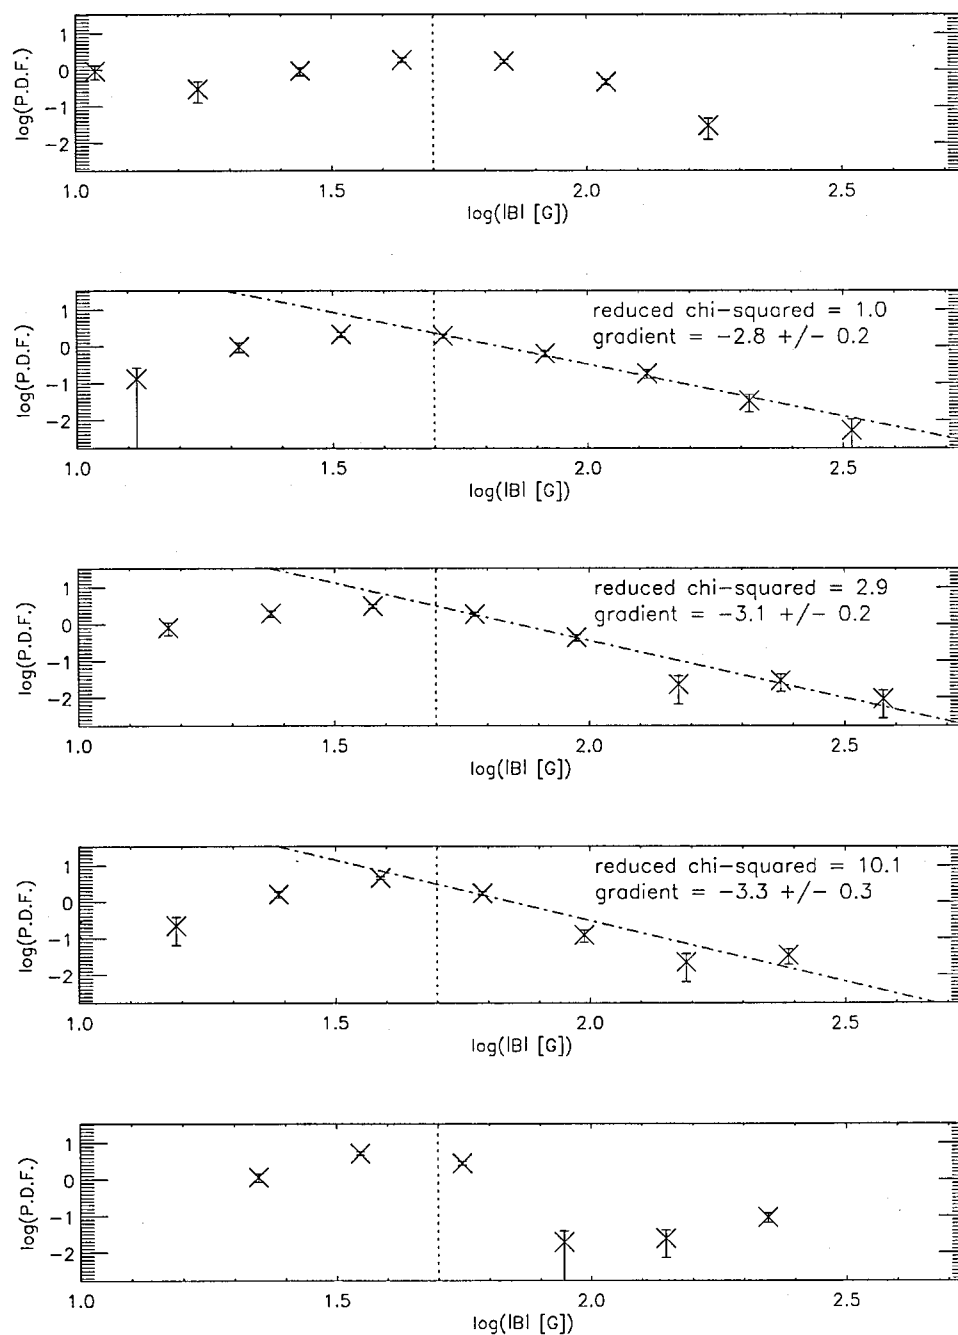 1
0
−1
−2
log(P.D.F.)
1.0 1.5 2.0 2.5
log(|B| [G])
reduced chi−squared = 1.0
gradient = −2.8 +/− 0.2
1
0
−1
−2
log(P.D.F.)
1.0 1.5 2.0 2.5
log(|B| [G])
reduced chi−squared = 2.9
gradient = −3.1 +/− 0.2
1
0
−1
−2
log(P.D.F.)
1.0 1.5 2.0 2.5
log(|B| [G])
reduced chi−squared = 10.1
gradient = −3.3 +/− 0.3
1
0
−1
−2
log(P.D.F.)
1.0 1.5 2.0 2.5
log(|B| [G])
1
0
−1
−2
log(P.D.F.)
1.0 1.5 2.0 2.5
log(|B| [G])